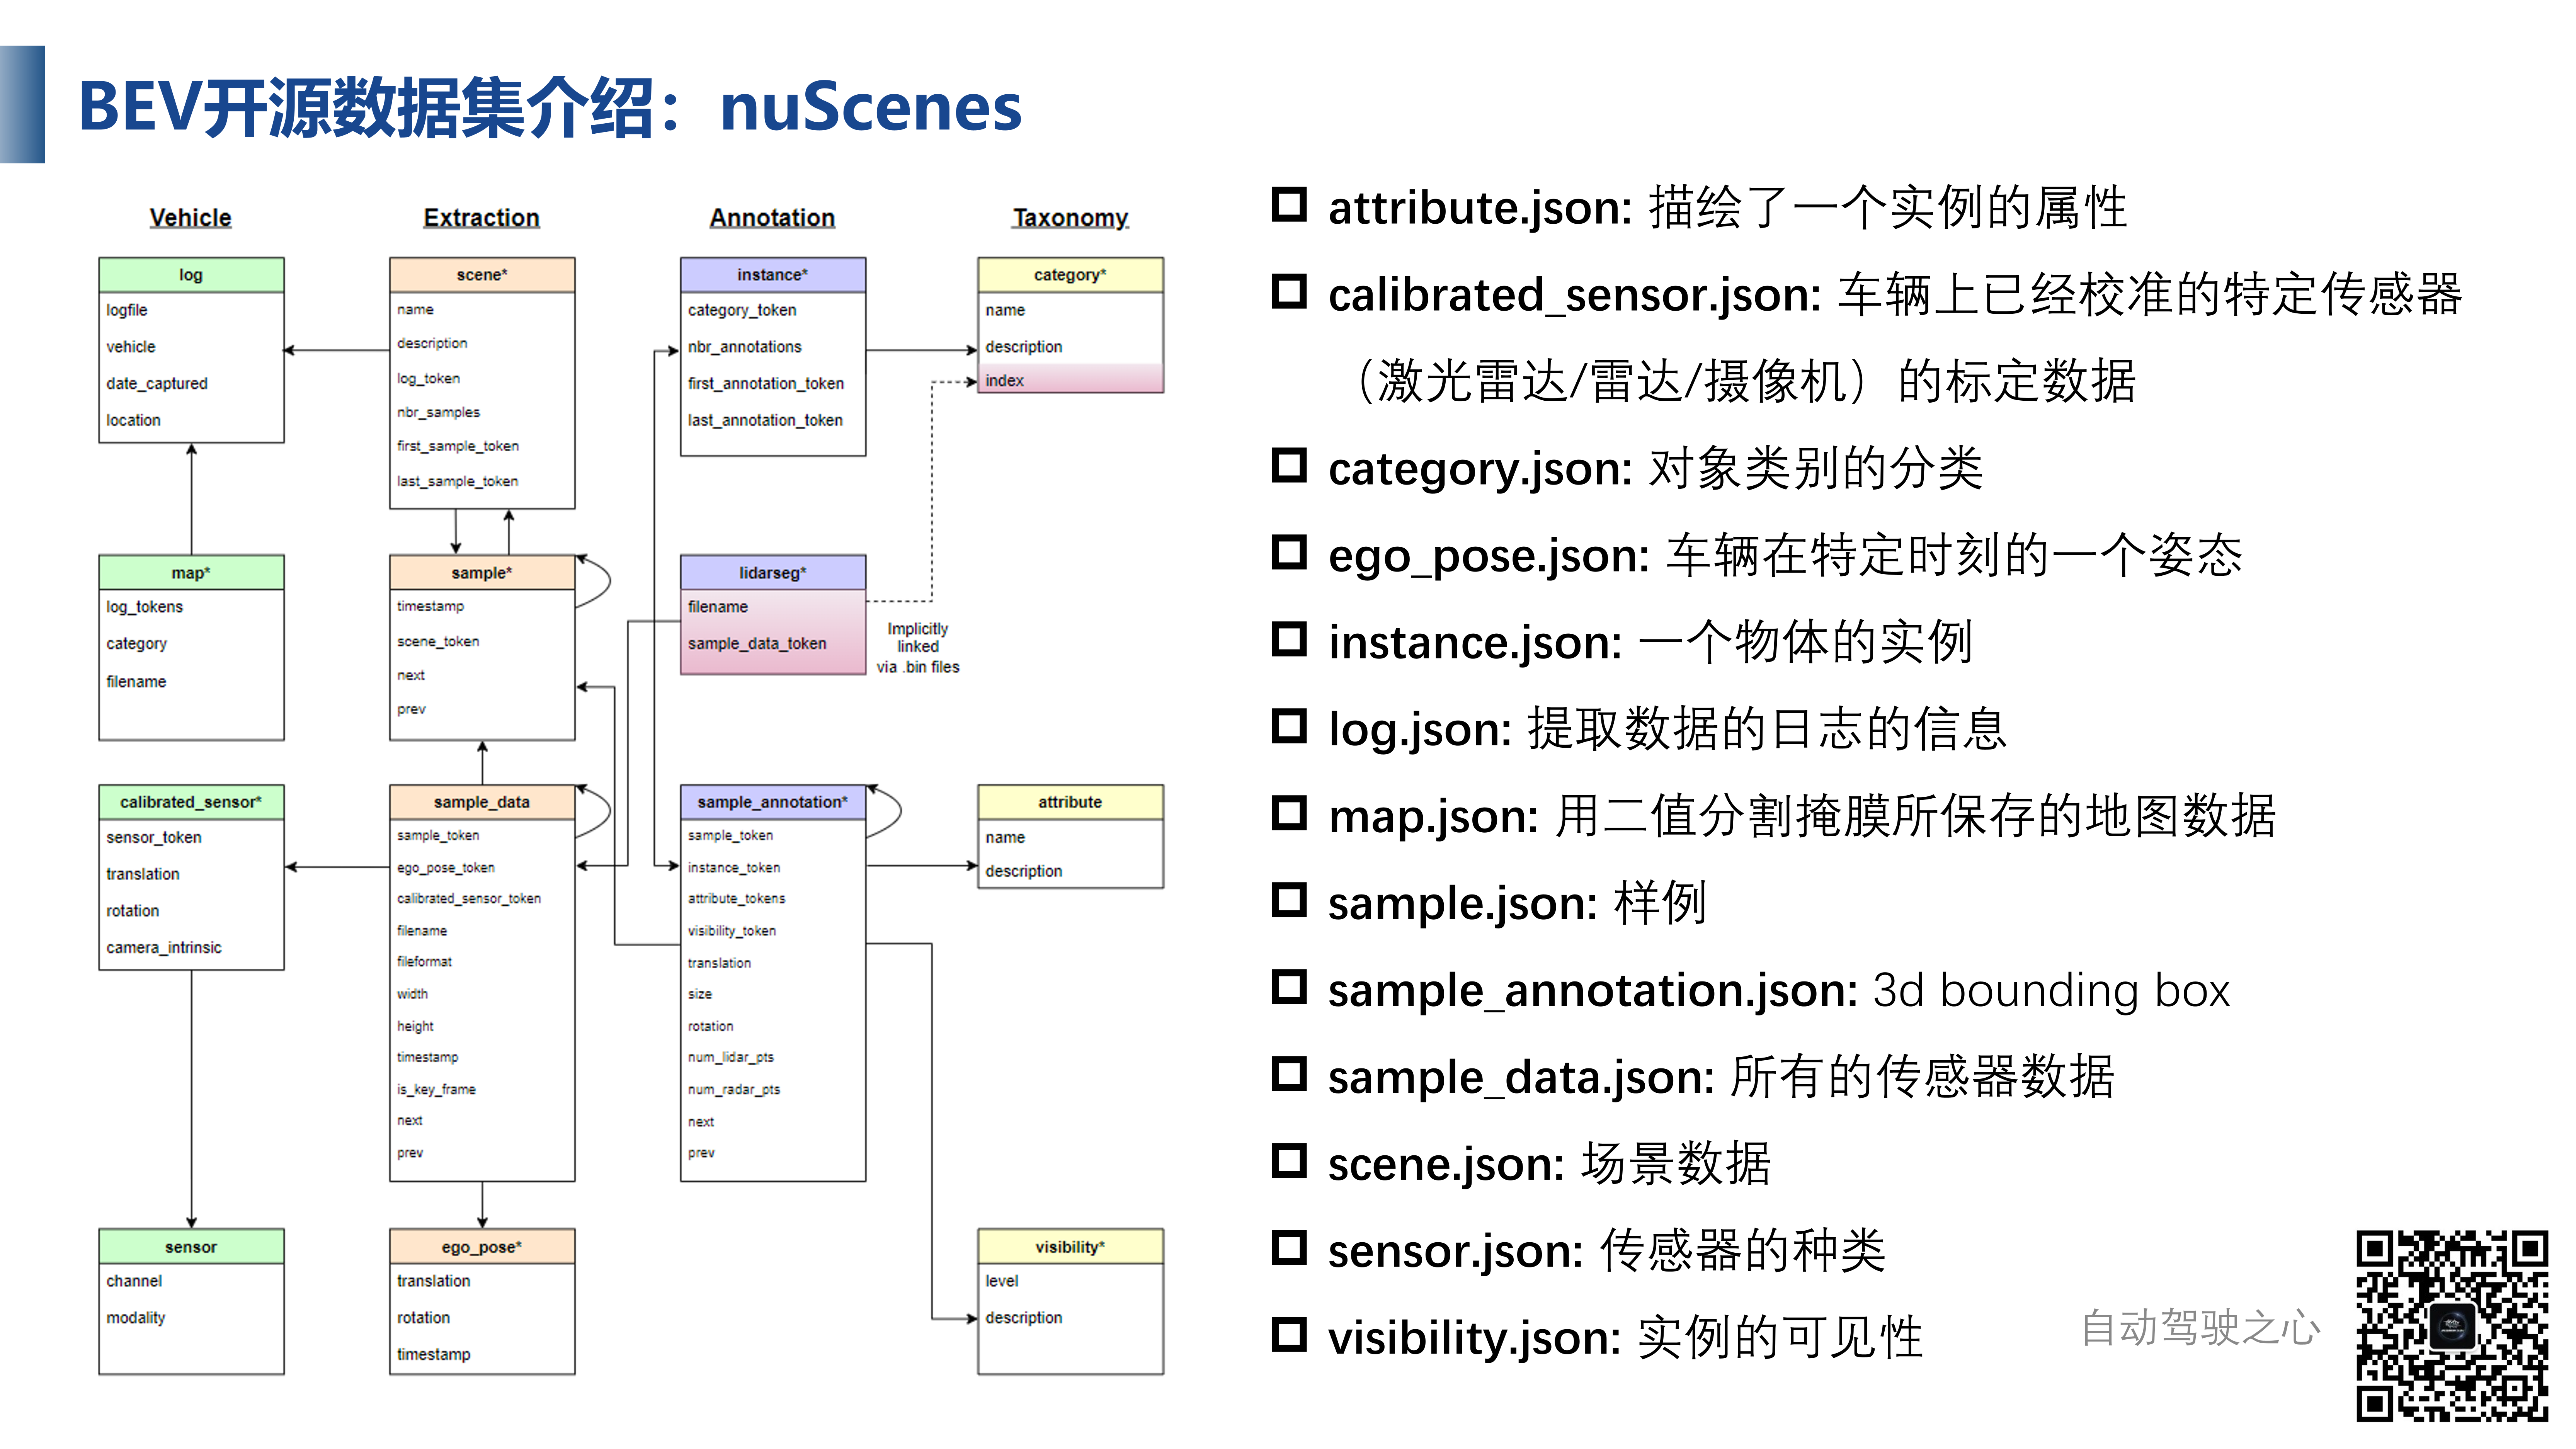 BEV开源数据集介绍：nuScenes
Vehicle
Extraction
Annotation
Taxonomy
log
logfile
vehicle
date_captured
location
scene*
name
description
log_token
nbr_samples
first_sample_token
last_sample_token
instance*
category_token
nbr_annotations
first_annotation_token
last_annotation_token
category*
name
description
index
map*
log_tokens
category
filename
sample*
timestamp
scene_token
next
prev
lidarseg*
filename
sample_data_token
Implicitly
linked
via .bin files
calibrated_sensor*
sensor_token
translation
rotation
camera_intrinsic
sample_data
sample_token
ego_pose_token
calibrated_sensor_token
filename
fileformat
width
height
timestamp
is_key_frame
next
prev
sample_annotation*
sample_token
instance_token
attribute_tokens
visibility_token
translation
size
rotation
num_lidar_pts
num_radar_pts
next
prev
attribute
name
description
sensor
channel
modality
ego_pose*
translation
rotation
timestamp
visibility*
level
description
attribute.json: 描绘了一个实例的属性
calibrated_sensor.json: 车辆上已经校准的特定传感器
（激光雷达/雷达/摄像机）的标定数据
category.json: 对象类别的分类
ego_pose.json: 车辆在特定时刻的一个姿态
instance.json: 一个物体的实例
log.json: 提取数据的日志的信息
map.json: 用二值分割掩膜所保存的地图数据
sample.json: 样例
sample_annotation.json: 3d bounding box
sample_data.json: 所有的传感器数据
scene.json: 场景数据
sensor.json: 传感器的种类
visibility.json: 实例的可见性
自动驾驶之心